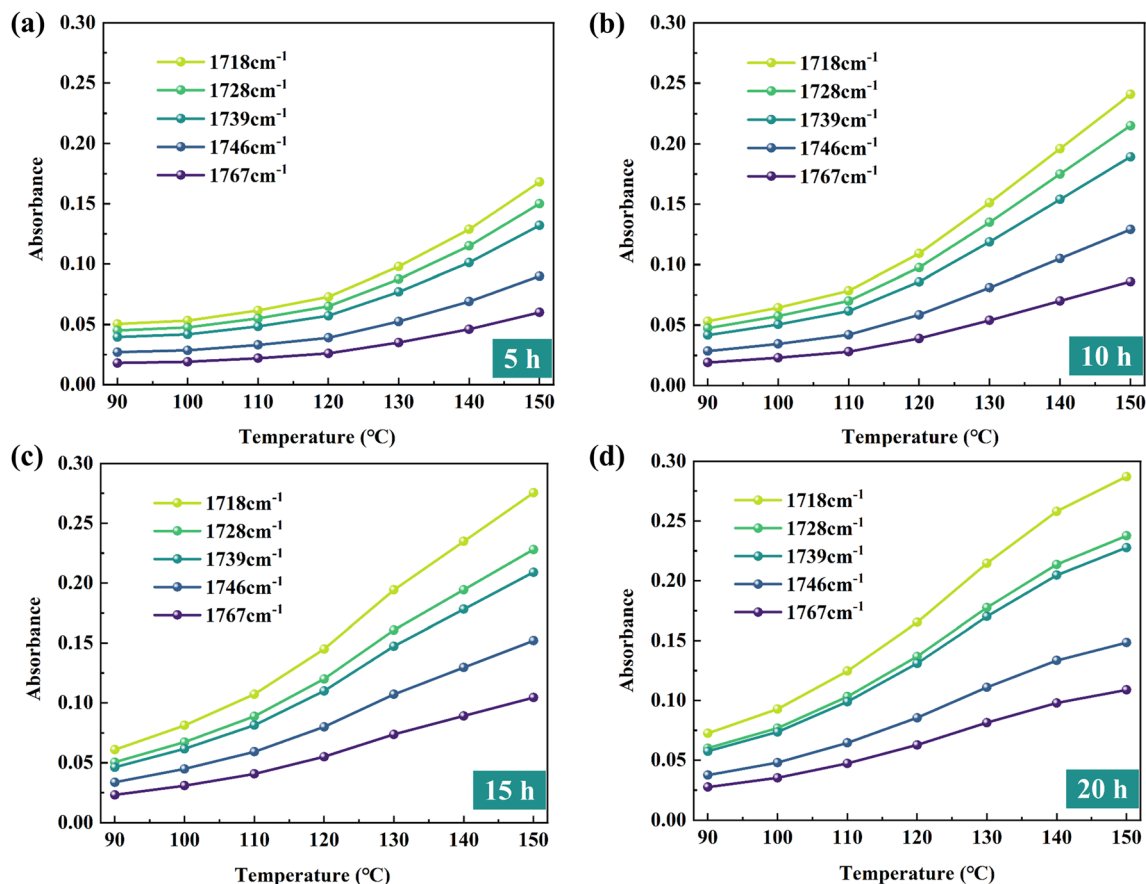 (a)
0.30
0.25
0.20
0.15
0.10
0.05
0.00
Absorbance
1718cm⁻¹
1728cm⁻¹
1739cm⁻¹
1746cm⁻¹
1767cm⁻¹
5 h
90 100 110 120 130 140 150
Temperature (°C)
(b)
0.30
0.25
0.20
0.15
0.10
0.05
0.00
Absorbance
1718cm⁻¹
1728cm⁻¹
1739cm⁻¹
1746cm⁻¹
1767cm⁻¹
10 h
90 100 110 120 130 140 150
Temperature (°C)
(c)
0.30
0.25
0.20
0.15
0.10
0.05
0.00
Absorbance
1718cm⁻¹
1728cm⁻¹
1739cm⁻¹
1746cm⁻¹
1767cm⁻¹
15 h
90 100 110 120 130 140 150
Temperature (°C)
(d)
0.30
0.25
0.20
0.15
0.10
0.05
0.00
Absorbance
1718cm⁻¹
1728cm⁻¹
1739cm⁻¹
1746cm⁻¹
1767cm⁻¹
20 h
90 100 110 120 130 140 150
Temperature (°C)